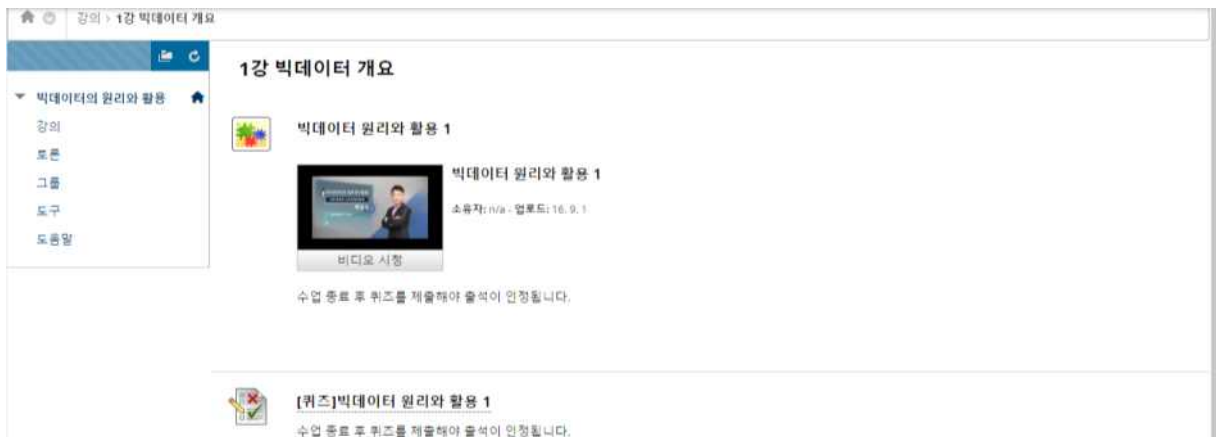 강의 > 1강 빅데이터 개요
1강 빅데이터 개요
빅데이터의 원리와 활용
강의
토론
그룹
도구
도움말
빅데이터 원리와 활용 1
빅데이터 원리와 활용 1
소유자: n/a - 업로드: 16. 9. 1
비디오 시청
수업 종료 후 퀴즈를 제출해야 출석이 인정됩니다.
[퀴즈]빅데이터 원리와 활용 1
수업 종료 후 퀴즈를 제출해야 출석이 인정됩니다.